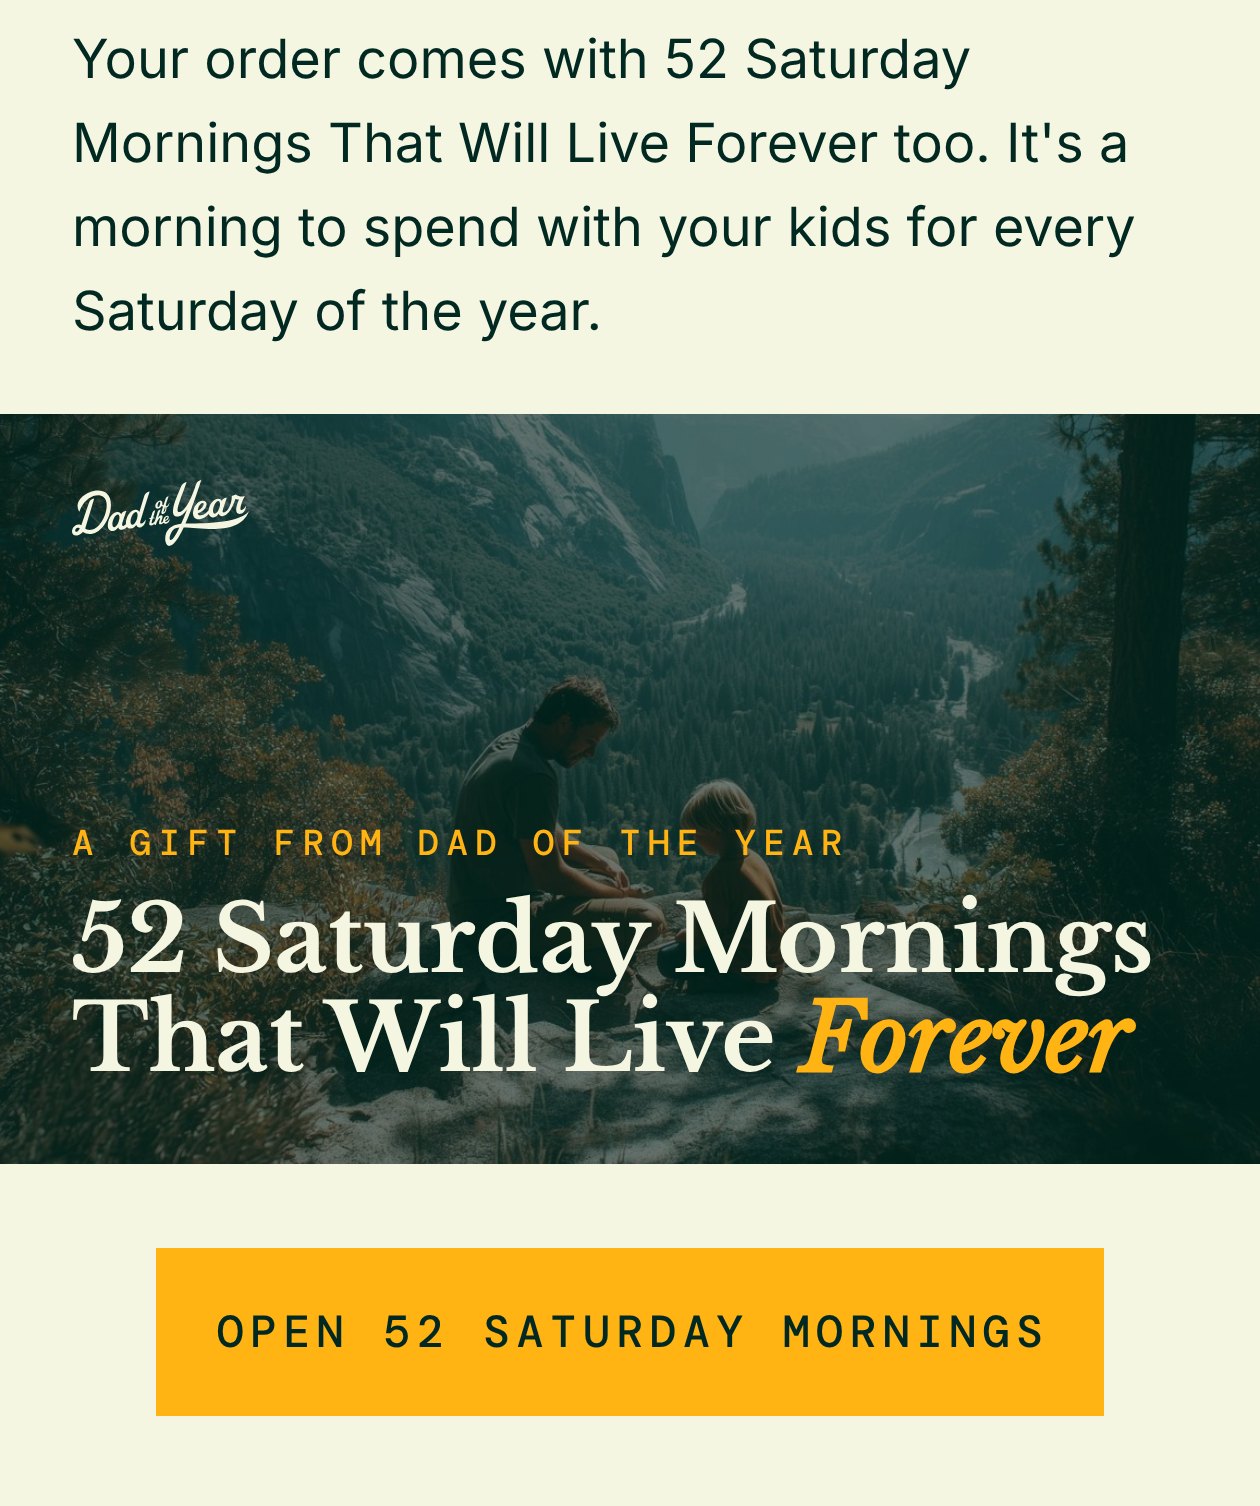 Your order comes with 52 Saturday
Mornings That Will Live Forever too. It's a
morning to spend with your kids for every
Saturday of the year.
Dad of the Year
A GIFT FROM DAD OF THE YEAR
52 Saturday Mornings
That Will Live Forever
OPEN 52 SATURDAY MORNINGS